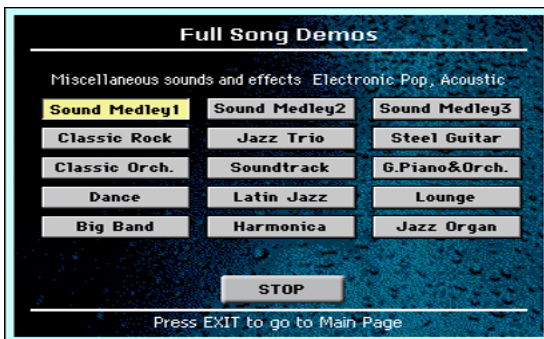 Full Song Demos
Miscellaneous sounds and effects Electronic Pop, Acoustic
Sound Medley1 Sound Medley2 Sound Medley3
Classic Rock Jazz Trio Steel Guitar
Classic Orch. Soundtrack G.Piano&Orch.
Dance Latin Jazz Lounge
Big Band Harmonica Jazz Organ
STOP
Press EXIT to go to Main Page